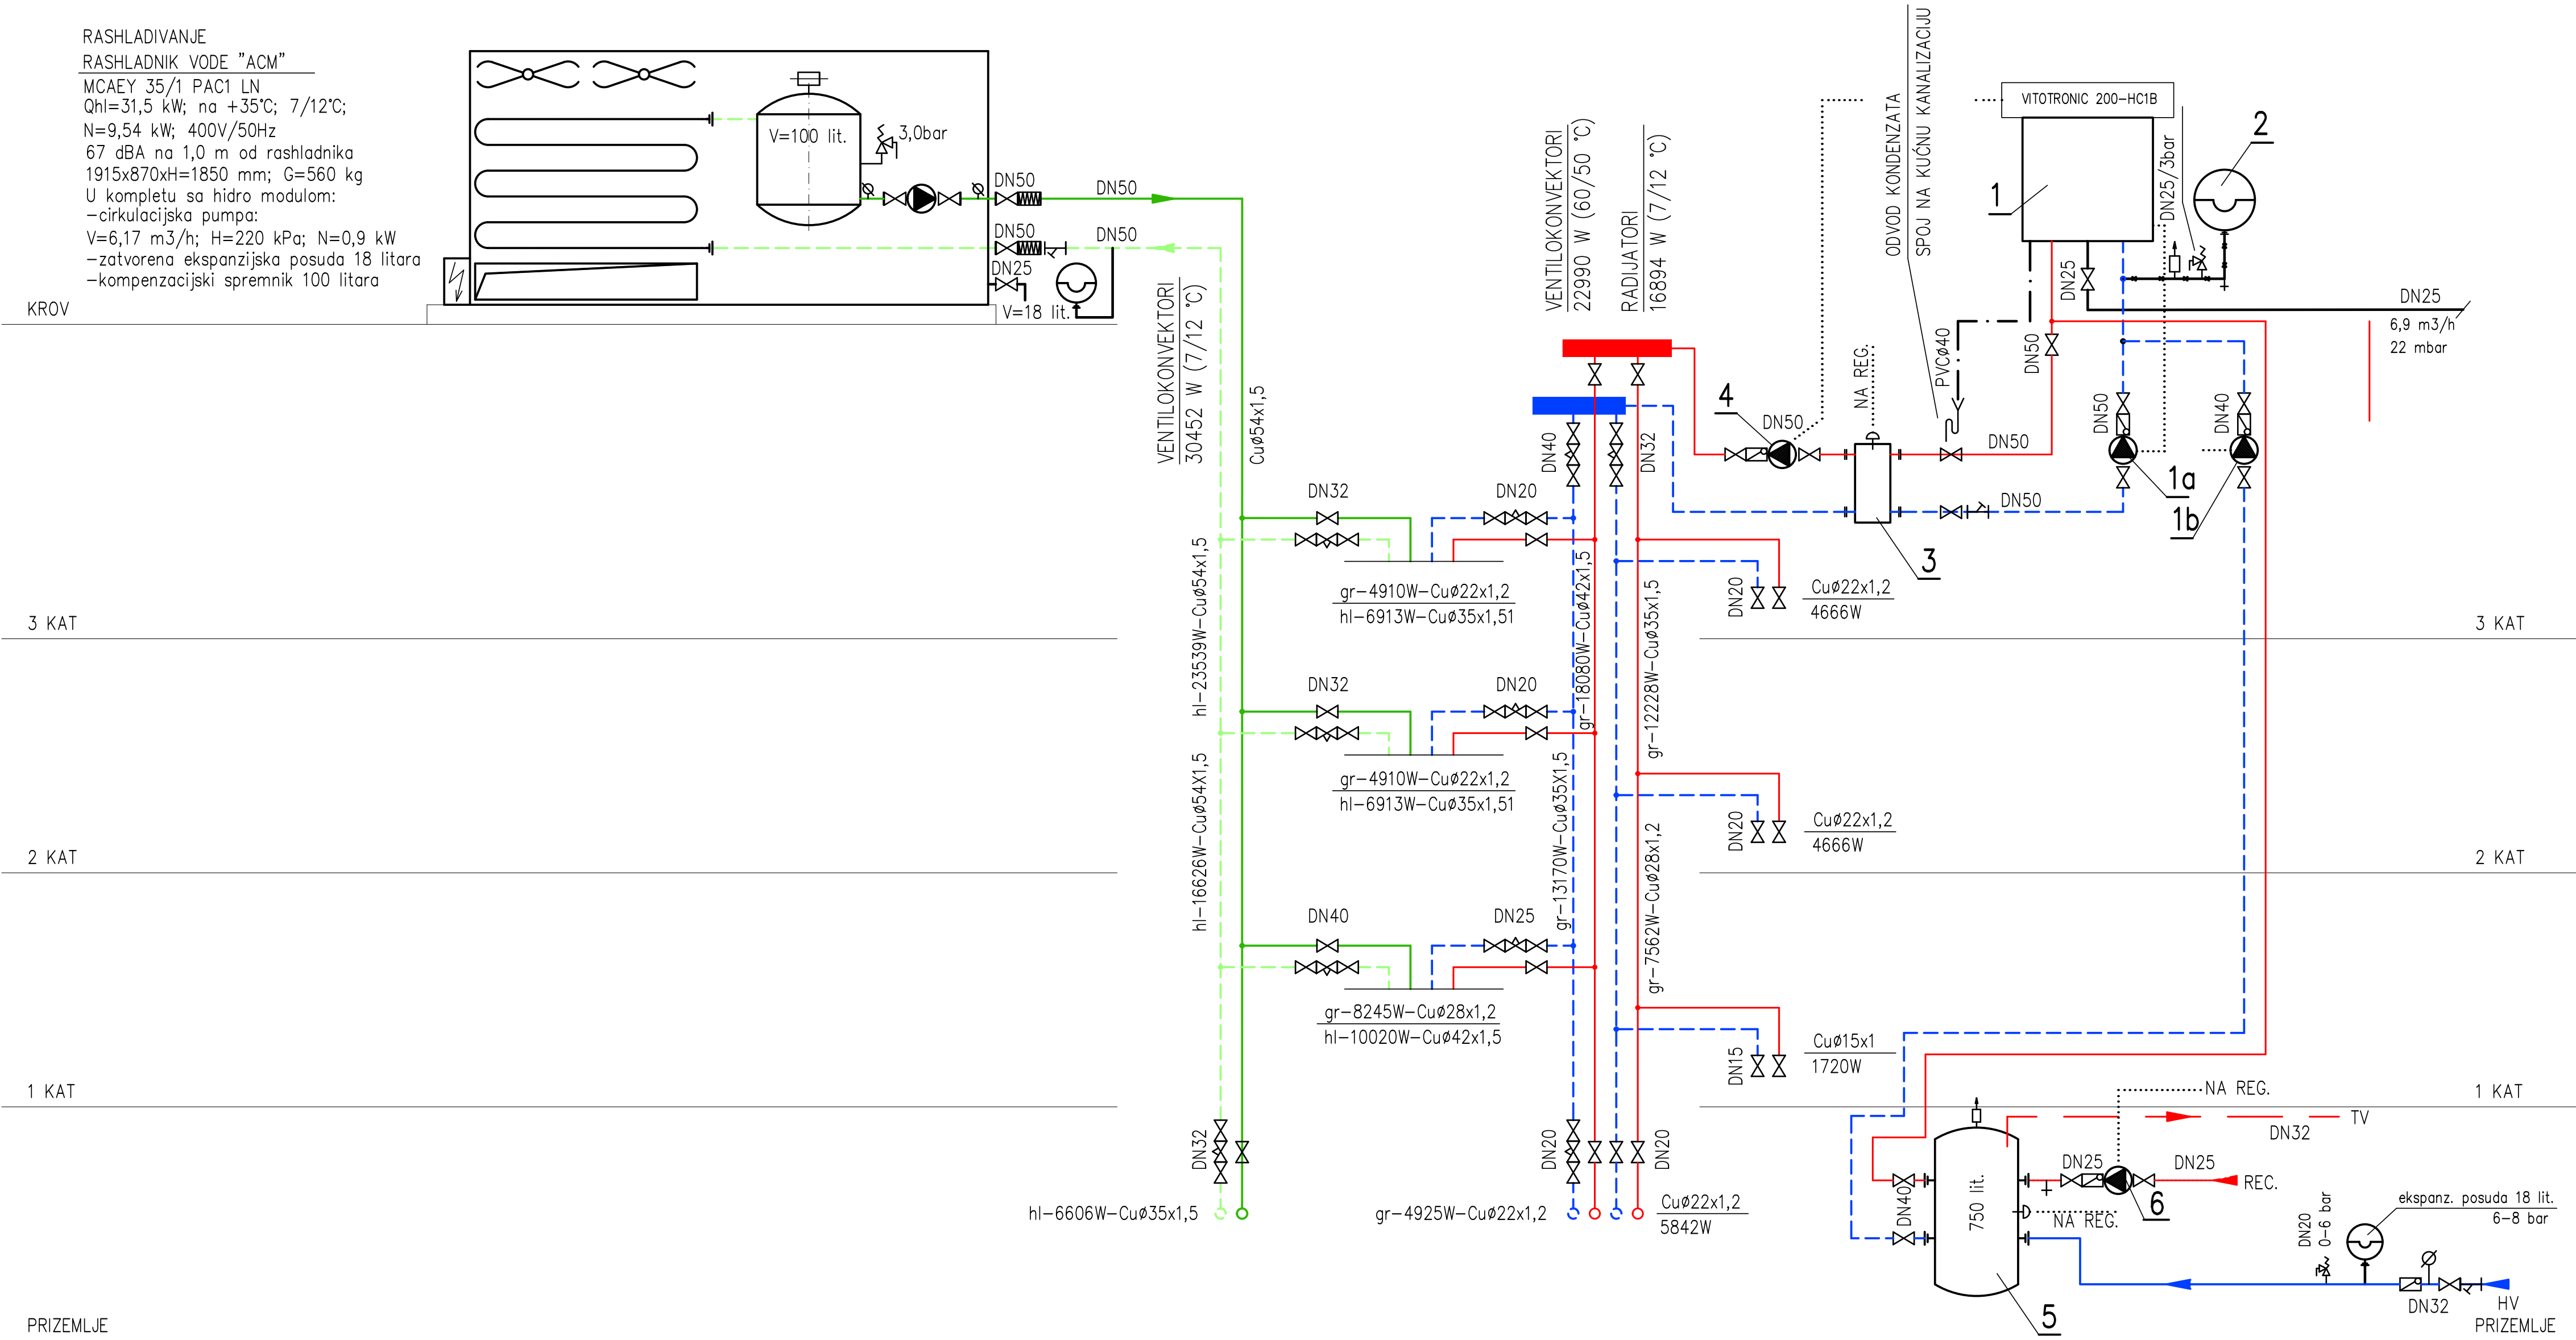 RASHLAĐIVANJE
RASHLADNIK VODE "ACM"
MCAEY 35/1 PAC1 LN
Qhl=31,5 kW; na +35°C; 7/12°C;
N=9,54 kW; 400V/50Hz
67 dBA na 1,0 m od rashladnika
1915x870xH=1850 mm; G=560 kg
U kompletu sa hidro modulom:
-cirkulacijska pumpa:
V=6,17 m3/h; H=220 kPa; N=0,9 kW
-zatvorena ekspanzijska posuda 18 litara
-kompenzacijski spremnik 100 litara
KROV
V=100 lit.
3,0bar
DN50
DN50
DN50
DN50
DN25
V=18 lit.
VENTILOKONVEKTORI
30452 W (7/12 °C)
Cuø54x1,5
VENTILOKONVEKTORI
22990 W (60/50 °C)
RADIJATORI
16894 W (7/12 °C)
ODVOD KONDENZATA
SPOJ NA KUĆNU KANALIZACIJU
VITOTRONIC 200-HC1B
1
2
DN25/3bar
DN25
DN25
6,9 m3/h
22 mbar
DN50
PVCø40
NA REG.
4
DN50
DN50
DN50
DN40
1a
1b
DN50
3
DN40
DN32
DN32
DN20
gr-4910W-Cuø22x1,2
hl-6913W-Cuø35x1,51
hl-23539W-Cuø54x1,5
gr-18080W-Cuø42x1,5
gr-12228W-Cuø35x1,5
DN20
Cuø22x1,2
4666W
3 KAT
3 KAT
DN32
DN20
gr-4910W-Cuø22x1,2
hl-6913W-Cuø35x1,51
hl-16626W-Cuø54X1,5
gr-13170W-Cuø35X1,5
gr-7562W-Cuø28x1,2
DN20
Cuø22x1,2
4666W
2 KAT
2 KAT
DN40
DN25
gr-8245W-Cuø28x1,2
hl-10020W-Cuø42x1,5
DN15
Cuø15x1
1720W
1 KAT
1 KAT
DN32
hl-6606W-Cuø35x1,5
DN20
gr-4925W-Cuø22x1,2
DN20
Cuø22x1,2
5842W
NA REG.
TV
DN32
DN25
DN25
REC.
6
NA REG.
DN40
750 lit.
5
DN20
0-6 bar
ekspanz. posuda 18 lit.
6-8 bar
DN32
HV
PRIZEMLJE
PRIZEMLJE